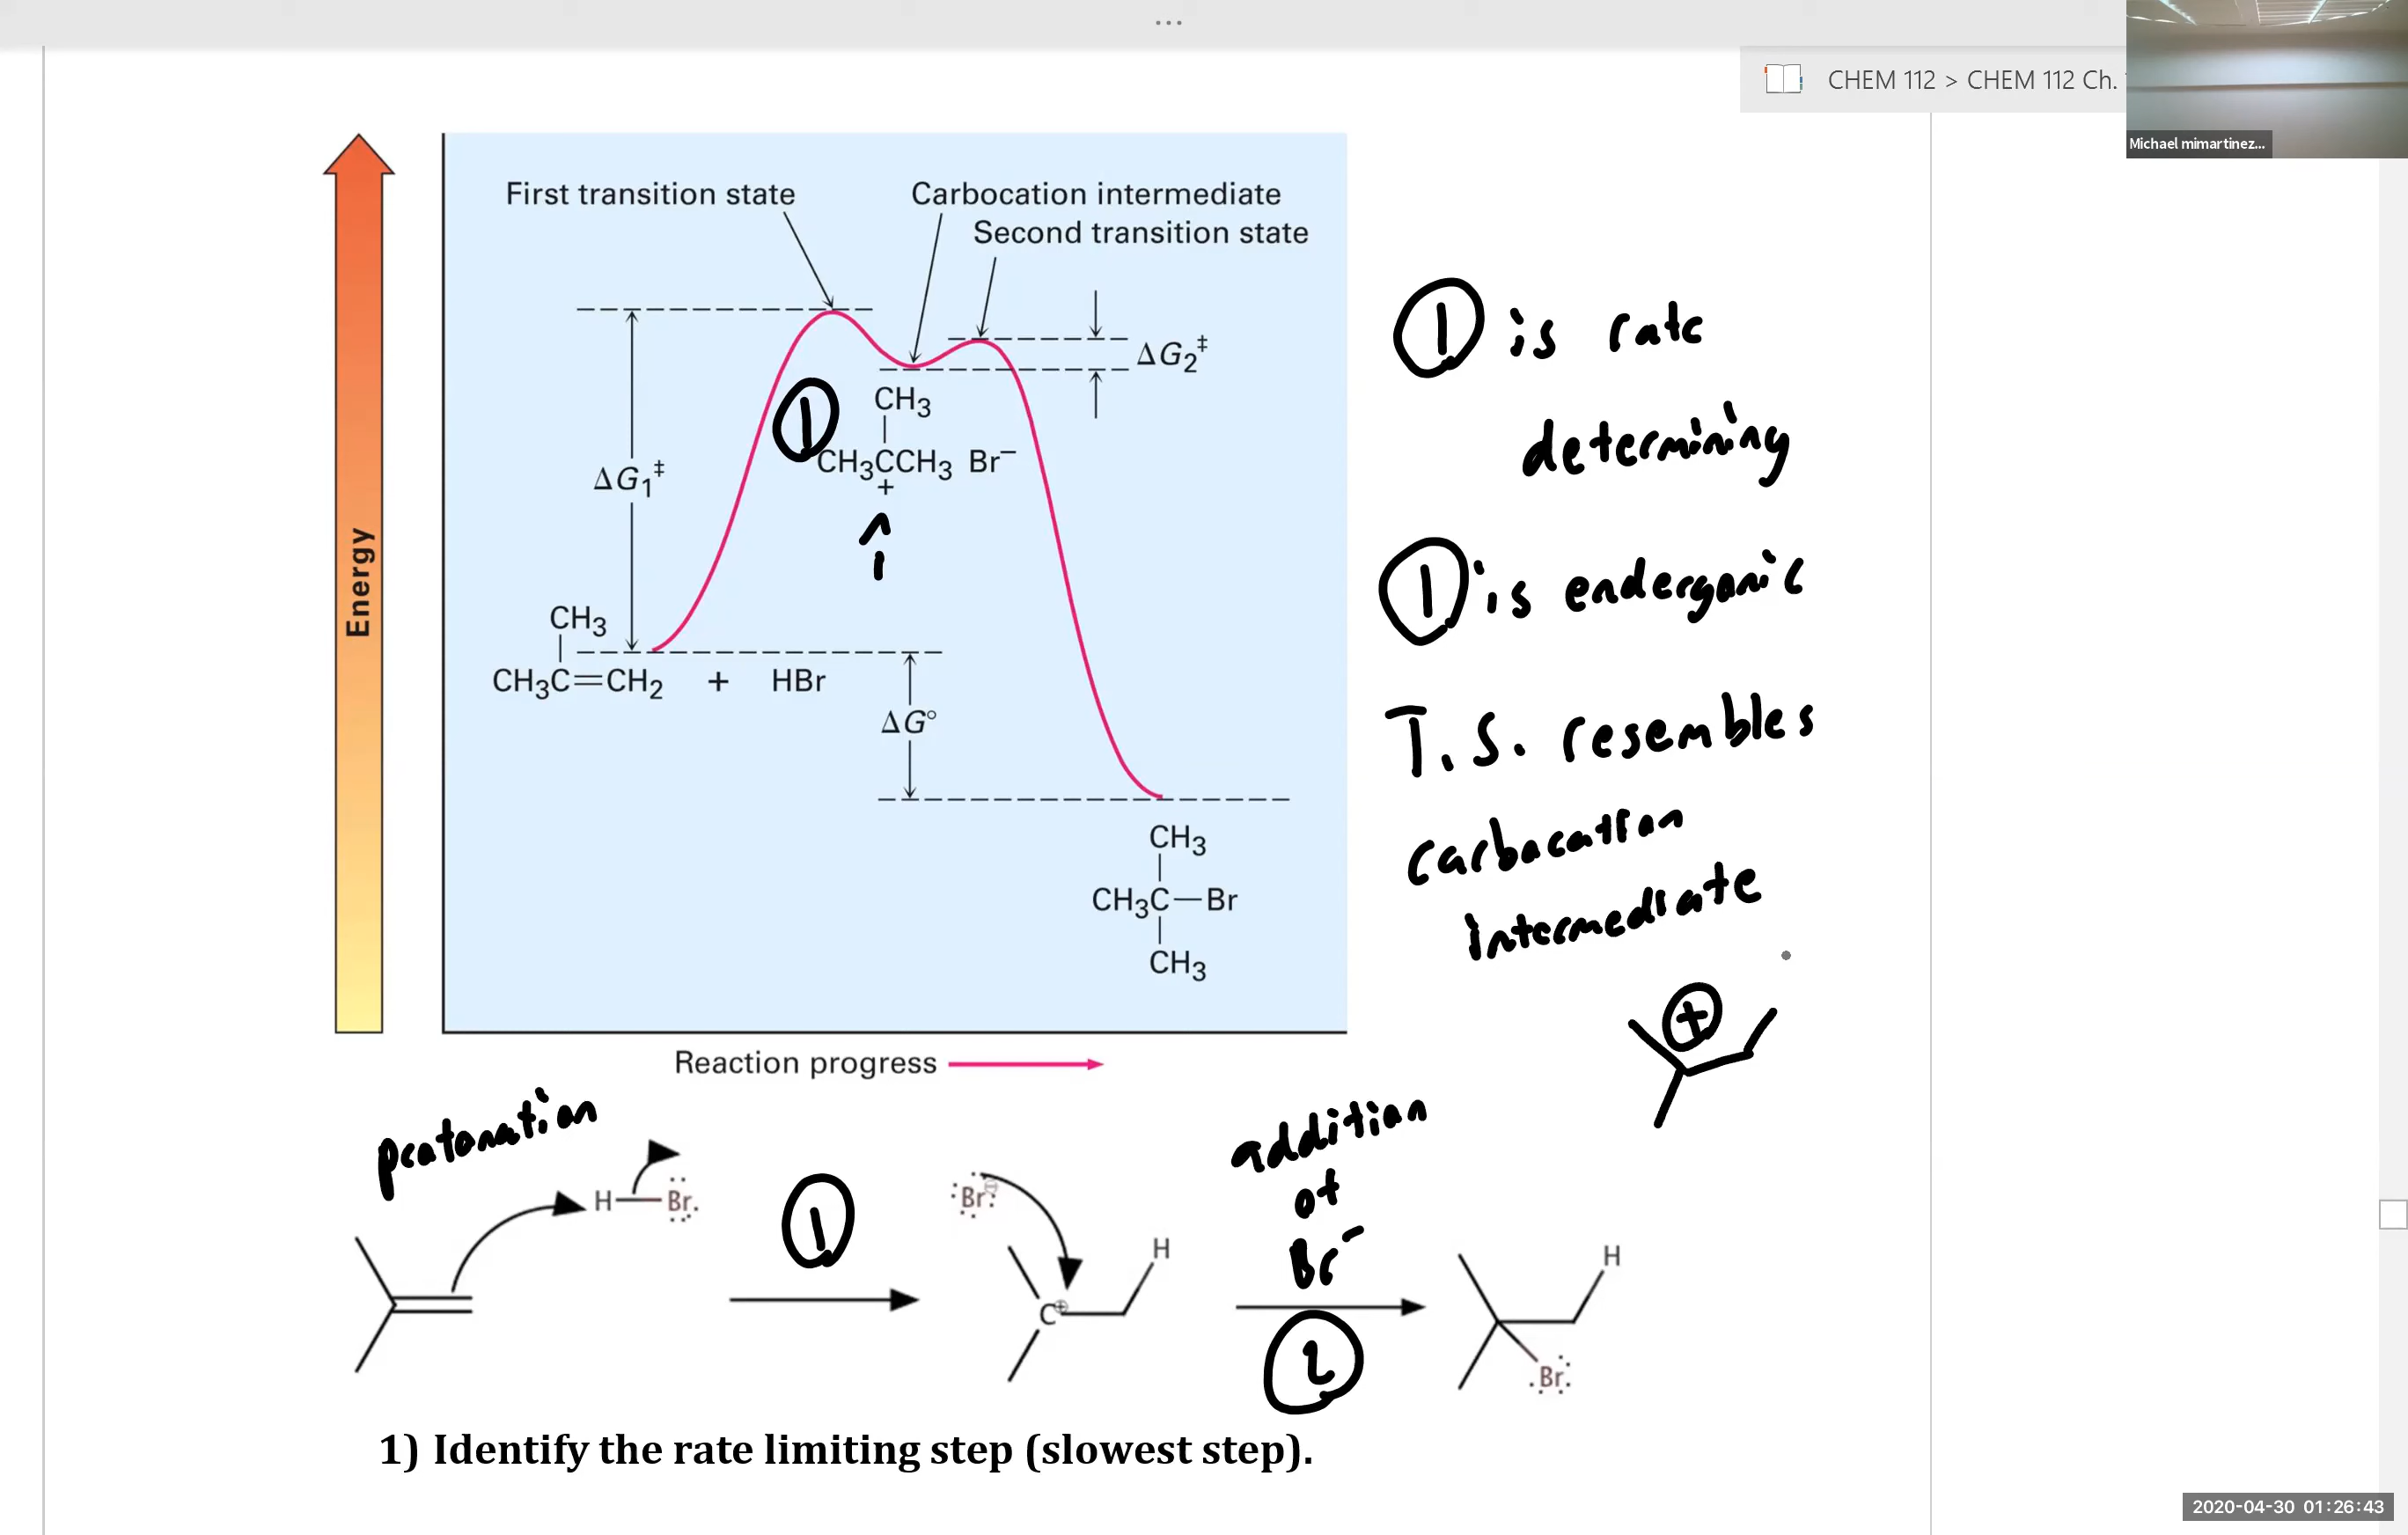 ...
CHEM 112 > CHEM 112 Ch.
Michael mimartinez...
First transition state
Carbocation intermediate
Second transition state
ΔG₂‡
① is rate
determining
①
CH₃
CH₃CCH₃ Br⁻
+
ΔG₁‡
Energy
① is endergonic
CH₃
CH₃C=CH₂ + HBr
ΔG°
T.S. resembles
carbocation
intermediate
CH₃
CH₃C—Br
CH₃
⊕
Reaction progress
protonation
H—Br
①
Br
C⊕
H
addition
of
Br⁻
②
H
Br
1) Identify the rate limiting step (slowest step).
2020-04-30 01:26:43